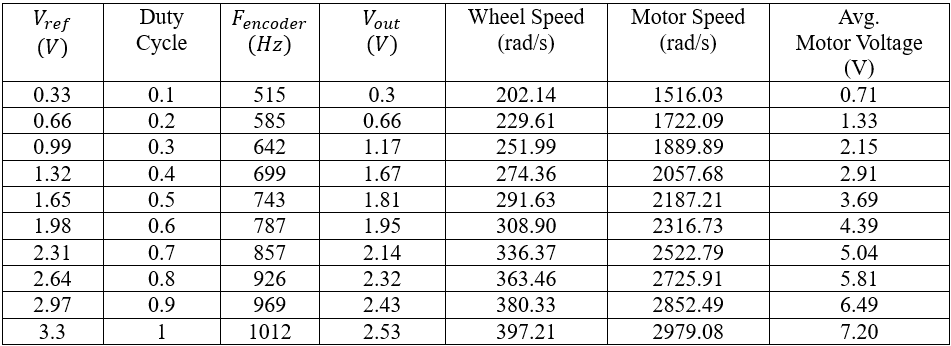 V_ref (V) Duty Cycle F_encoder (Hz) V_out (V) Wheel Speed (rad/s) Motor Speed (rad/s) Avg. Motor Voltage (V)
0.33 0.1 515 0.3 202.14 1516.03 0.71
0.66 0.2 585 0.66 229.61 1722.09 1.33
0.99 0.3 642 1.17 251.99 1889.89 2.15
1.32 0.4 699 1.67 274.36 2057.68 2.91
1.65 0.5 743 1.81 291.63 2187.21 3.69
1.98 0.6 787 1.95 308.90 2316.73 4.39
2.31 0.7 857 2.14 336.37 2522.79 5.04
2.64 0.8 926 2.32 363.46 2725.91 5.81
2.97 0.9 969 2.43 380.33 2852.49 6.49
3.3 1 1012 2.53 397.21 2979.08 7.20